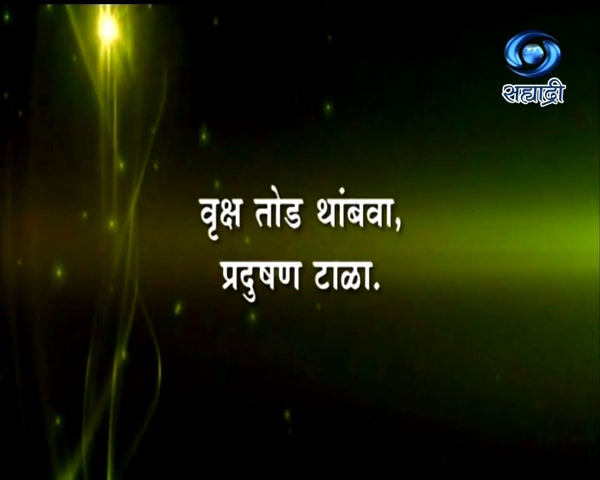 सह्याद्री
वृक्ष तोड थांबवा,
प्रदुषण टाळा.